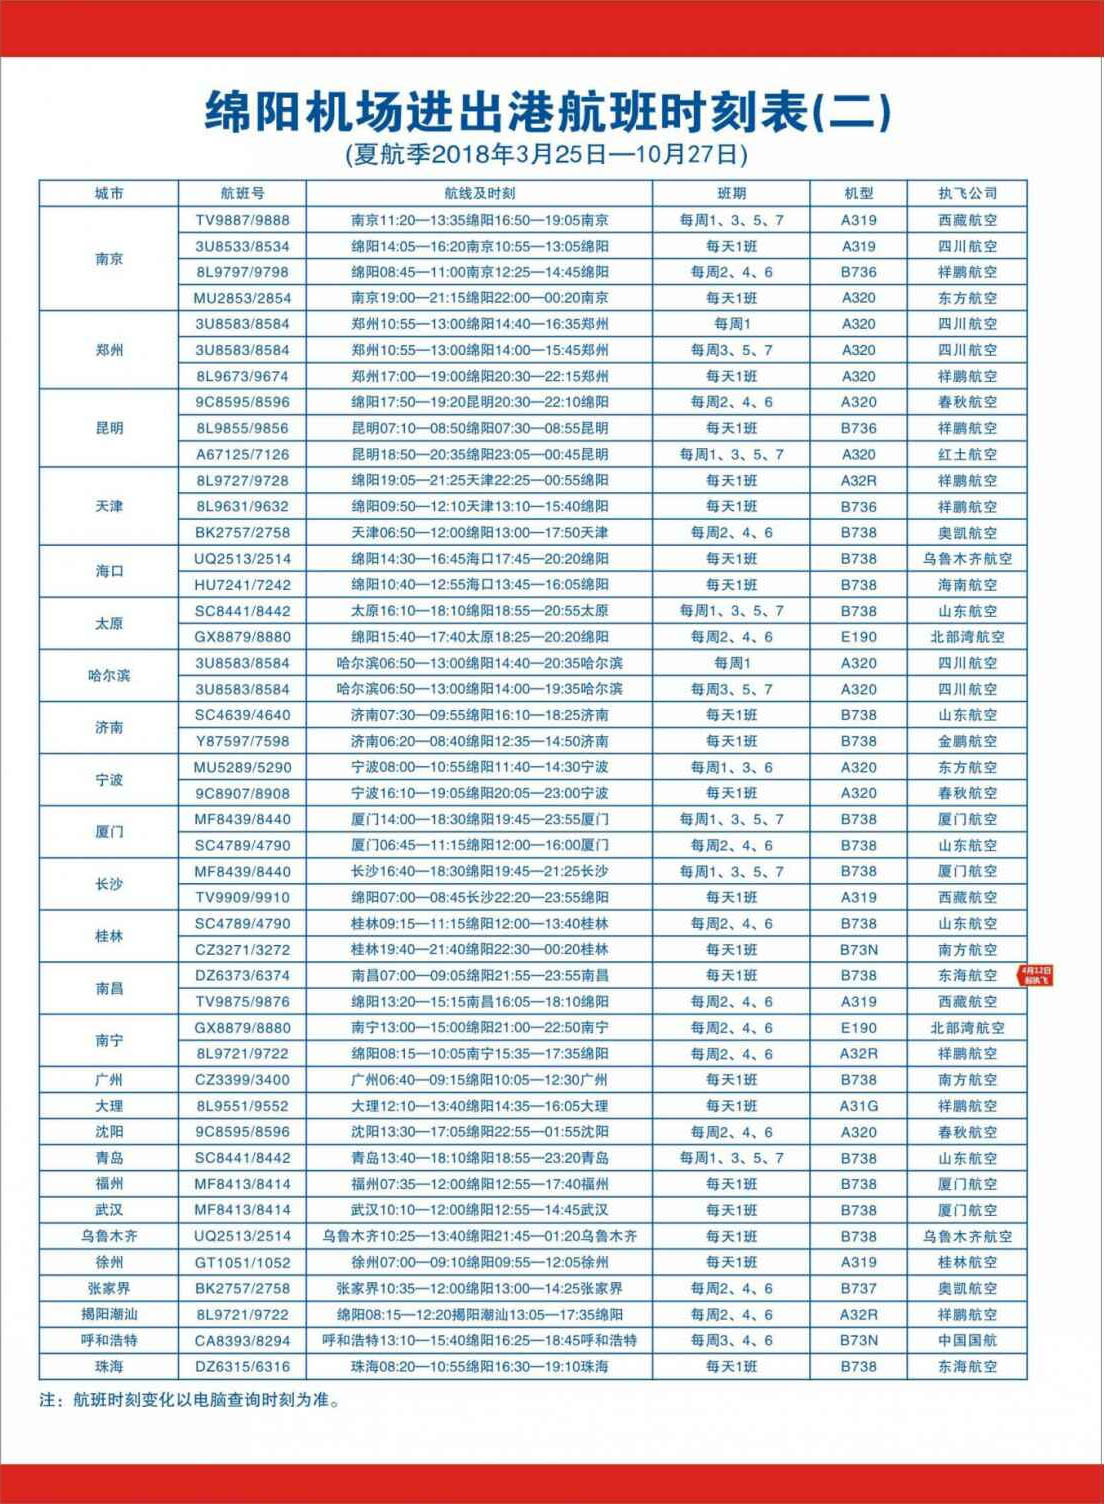 绵阳机场进出港航班时刻表(二)
(夏航季2018年3月25日—10月27日)
城市 航班号 航线及时刻 班期 机型 执飞公司
南京 TV9887/9888 南京11:20—13:35绵阳16:50—19:05南京 每周1、3、5、7 A319 西藏航空
3U8533/8534 绵阳14:05—16:20南京10:55—13:05绵阳 每天1班 A319 四川航空
8L9797/9798 绵阳08:45—11:00南京12:25—14:45绵阳 每周2、4、6 B736 祥鹏航空
MU2853/2854 南京19:00—21:15绵阳22:00—00:20南京 每天1班 A320 东方航空
郑州 3U8583/8584 郑州10:55—13:00绵阳14:40—16:35郑州 每周1 A320 四川航空
3U8583/8584 郑州10:55—13:00绵阳14:00—15:45郑州 每周3、5、7 A320 四川航空
8L9673/9674 郑州17:00—19:00绵阳20:30—22:15郑州 每天1班 A320 祥鹏航空
昆明 9C8595/8596 绵阳17:50—19:20昆明20:30—22:10绵阳 每周2、4、6 A320 春秋航空
8L9855/9856 昆明07:10—08:50绵阳07:30—08:55昆明 每天1班 B736 祥鹏航空
A67125/7126 昆明18:50—20:35绵阳23:05—00:45昆明 每周1、3、5、7 A320 红土航空
天津 8L9727/9728 绵阳19:05—21:25天津22:25—00:55绵阳 每天1班 A32R 祥鹏航空
8L9631/9632 绵阳09:50—12:10天津13:10—15:40绵阳 每天1班 B736 祥鹏航空
BK2757/2758 天津06:50—12:00绵阳13:00—17:50天津 每周2、4、6 B738 奥凯航空
海口 UQ2513/2514 绵阳14:30—16:45海口17:45—20:20绵阳 每天1班 B738 乌鲁木齐航空
HU7241/7242 绵阳10:40—12:55海口13:45—16:05绵阳 每天1班 B738 海南航空
太原 SC8441/8442 太原16:10—18:10绵阳18:55—20:55太原 每周1、3、5、7 B738 山东航空
GX8879/8880 绵阳15:40—17:40太原18:25—20:20绵阳 每周2、4、6 E190 北部湾航空
哈尔滨 3U8583/8584 哈尔滨06:50—13:00绵阳14:40—20:35哈尔滨 每周1 A320 四川航空
3U8583/8584 哈尔滨06:50—13:00绵阳14:00—19:35哈尔滨 每周3、5、7 A320 四川航空
济南 SC4639/4640 济南07:30—09:55绵阳16:10—18:25济南 每天1班 B738 山东航空
Y87597/7598 济南06:20—08:40绵阳12:35—14:50济南 每天1班 B738 金鹏航空
宁波 MU5289/5290 宁波08:00—10:55绵阳11:40—14:30宁波 每周1、3、6 A320 东方航空
9C8907/8908 宁波16:10—19:05绵阳20:05—23:00宁波 每天1班 A320 春秋航空
厦门 MF8439/8440 厦门14:00—18:30绵阳19:45—23:55厦门 每周1、3、5、7 B738 厦门航空
SC4789/4790 厦门06:45—11:15绵阳12:00—16:00厦门 每周2、4、6 B738 山东航空
长沙 MF8439/8440 长沙16:40—18:30绵阳19:45—21:25长沙 每周1、3、5、7 B738 厦门航空
TV9909/9910 绵阳07:00—08:45长沙22:20—23:55绵阳 每天1班 A319 西藏航空
桂林 SC4789/4790 桂林09:15—11:15绵阳12:00—13:40桂林 每周2、4、6 B738 山东航空
CZ3271/3272 桂林19:40—21:40绵阳22:30—00:20桂林 每天1班 B73N 南方航空
南昌 DZ6373/6374 南昌07:00—09:05绵阳21:55—23:55南昌 每天1班 B738 东海航空 4月12日
起执飞
TV9875/9876 绵阳13:20—15:15南昌16:05—18:10绵阳 每周2、4、6 A319 西藏航空
南宁 GX8879/8880 南宁13:00—15:00绵阳21:00—22:50南宁 每周2、4、6 E190 北部湾航空
8L9721/9722 绵阳08:15—10:05南宁15:35—17:35绵阳 每周2、4、6 A32R 祥鹏航空
广州 CZ3399/3400 广州06:40—09:15绵阳10:05—12:30广州 每天1班 B738 南方航空
大理 8L9551/9552 大理12:10—13:40绵阳14:35—16:05大理 每天1班 A31G 祥鹏航空
沈阳 9C8595/8596 沈阳13:30—17:05绵阳22:55—01:55沈阳 每周2、4、6 A320 春秋航空
青岛 SC8441/8442 青岛13:40—18:10绵阳18:55—23:20青岛 每周1、3、5、7 B738 山东航空
福州 MF8413/8414 福州07:35—12:00绵阳12:55—17:40福州 每天1班 B738 厦门航空
武汉 MF8413/8414 武汉10:10—12:00绵阳12:55—14:45武汉 每天1班 B738 厦门航空
乌鲁木齐 UQ2513/2514 乌鲁木齐10:25—13:40绵阳21:45—01:20乌鲁木齐 每天1班 B738 乌鲁木齐航空
徐州 GT1051/1052 徐州07:00—09:10绵阳09:55—12:05徐州 每天1班 A319 桂林航空
张家界 BK2757/2758 张家界10:35—12:00绵阳13:00—14:25张家界 每周2、4、6 B737 奥凯航空
揭阳潮汕 8L9721/9722 绵阳08:15—12:20揭阳潮汕13:05—17:35绵阳 每周2、4、6 A32R 祥鹏航空
呼和浩特 CA8393/8294 呼和浩特13:10—15:40绵阳16:25—18:45呼和浩特 每周3、4、6 B73N 中国国航
珠海 DZ6315/6316 珠海08:20—10:55绵阳16:30—19:10珠海 每天1班 B738 东海航空
注：航班时刻变化以电脑查询时刻为准。